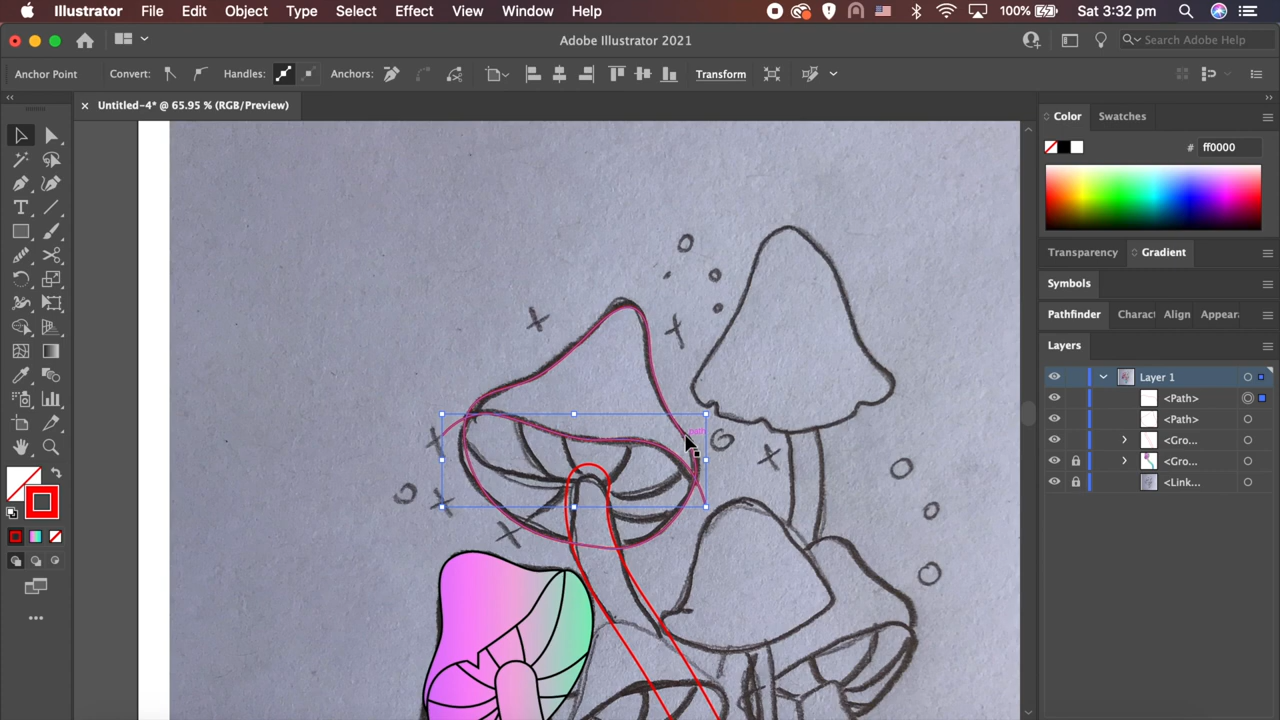 Illustrator File Edit Object Type Select Effect View Window Help 100% Sat 3:32 pm
Adobe Illustrator 2021
Search Adobe Help
Anchor Point Convert: Handles: Anchors: Transform
× Untitled-4* @ 65.95 % (RGB/Preview)
Color Swatches
# ff0000
Transparency Gradient
Symbols
Pathfinder Charact Align Appear
Layers
Layer 1
<Path>
<Path>
<Gro...
<Gro...
<Link...
path